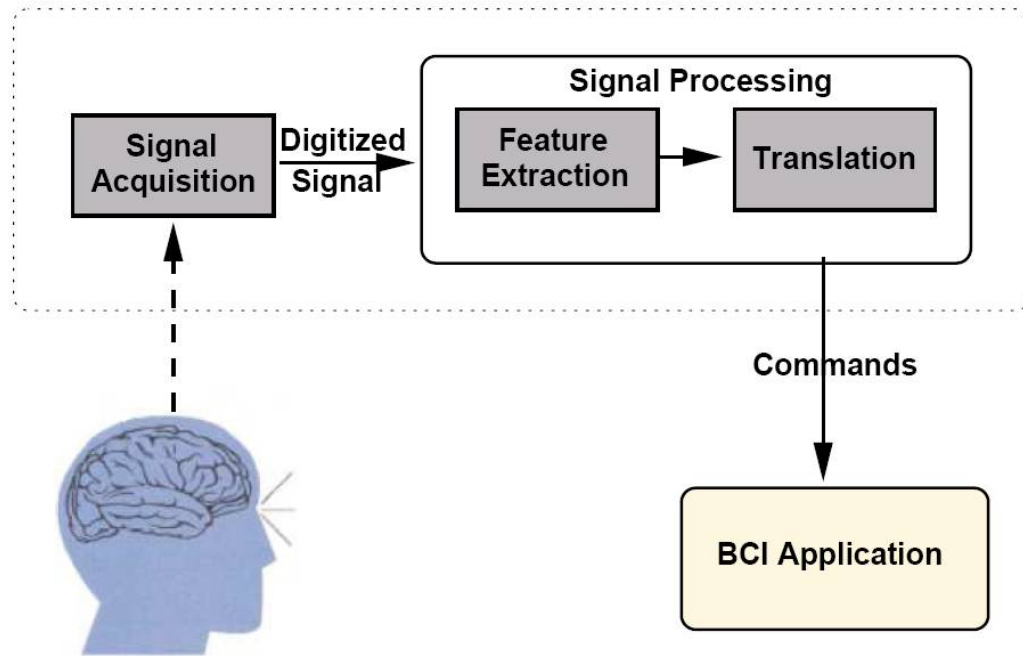 Signal Processing
Signal
Acquisition
Digitized
Signal
Feature
Extraction
Translation
Commands
BCI Application